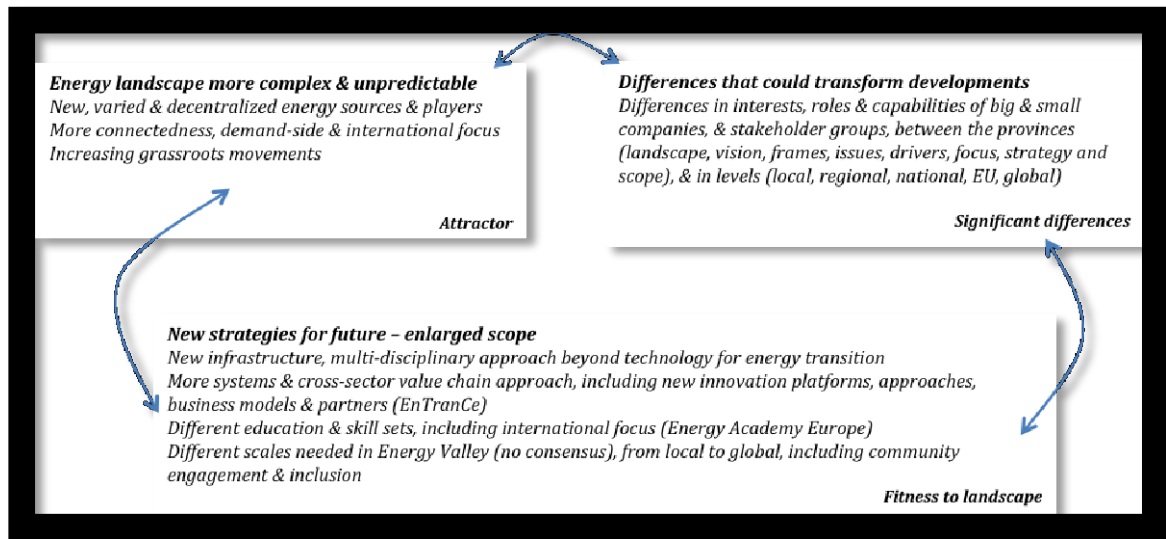 Energy landscape more complex & unpredictable
New, varied & decentralized energy sources & players
More connectedness, demand-side & international focus
Increasing grassroots movements
Attractor
Differences that could transform developments
Differences in interests, roles & capabilities of big & small
companies, & stakeholder groups, between the provinces
(landscape, vision, frames, issues, drivers, focus, strategy and
scope), & in levels (local, regional, national, EU, global)
Significant differences
New strategies for future – enlarged scope
New infrastructure, multi-disciplinary approach beyond technology for energy transition
More systems & cross-sector value chain approach, including new innovation platforms, approaches,
business models & partners (EnTranCe)
Different education & skill sets, including international focus (Energy Academy Europe)
Different scales needed in Energy Valley (no consensus), from local to global, including community
engagement & inclusion
Fitness to landscape